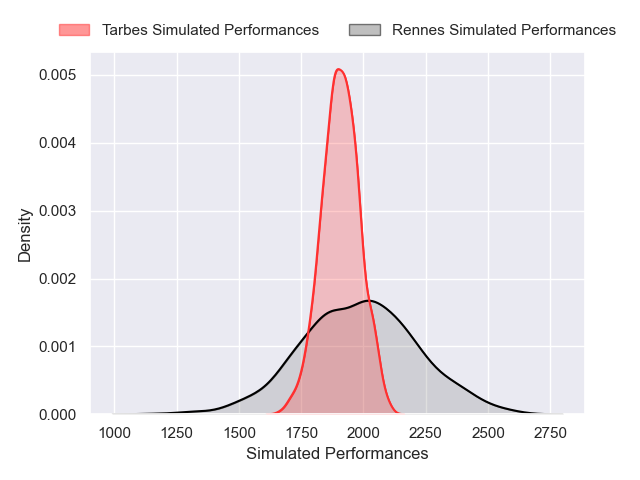 Tarbes Simulated Performances Rennes Simulated Performances
0.005
0.004
0.003
0.002
0.001
0.000
Density
1000 1250 1500 1750 2000 2250 2500 2750
Simulated Performances